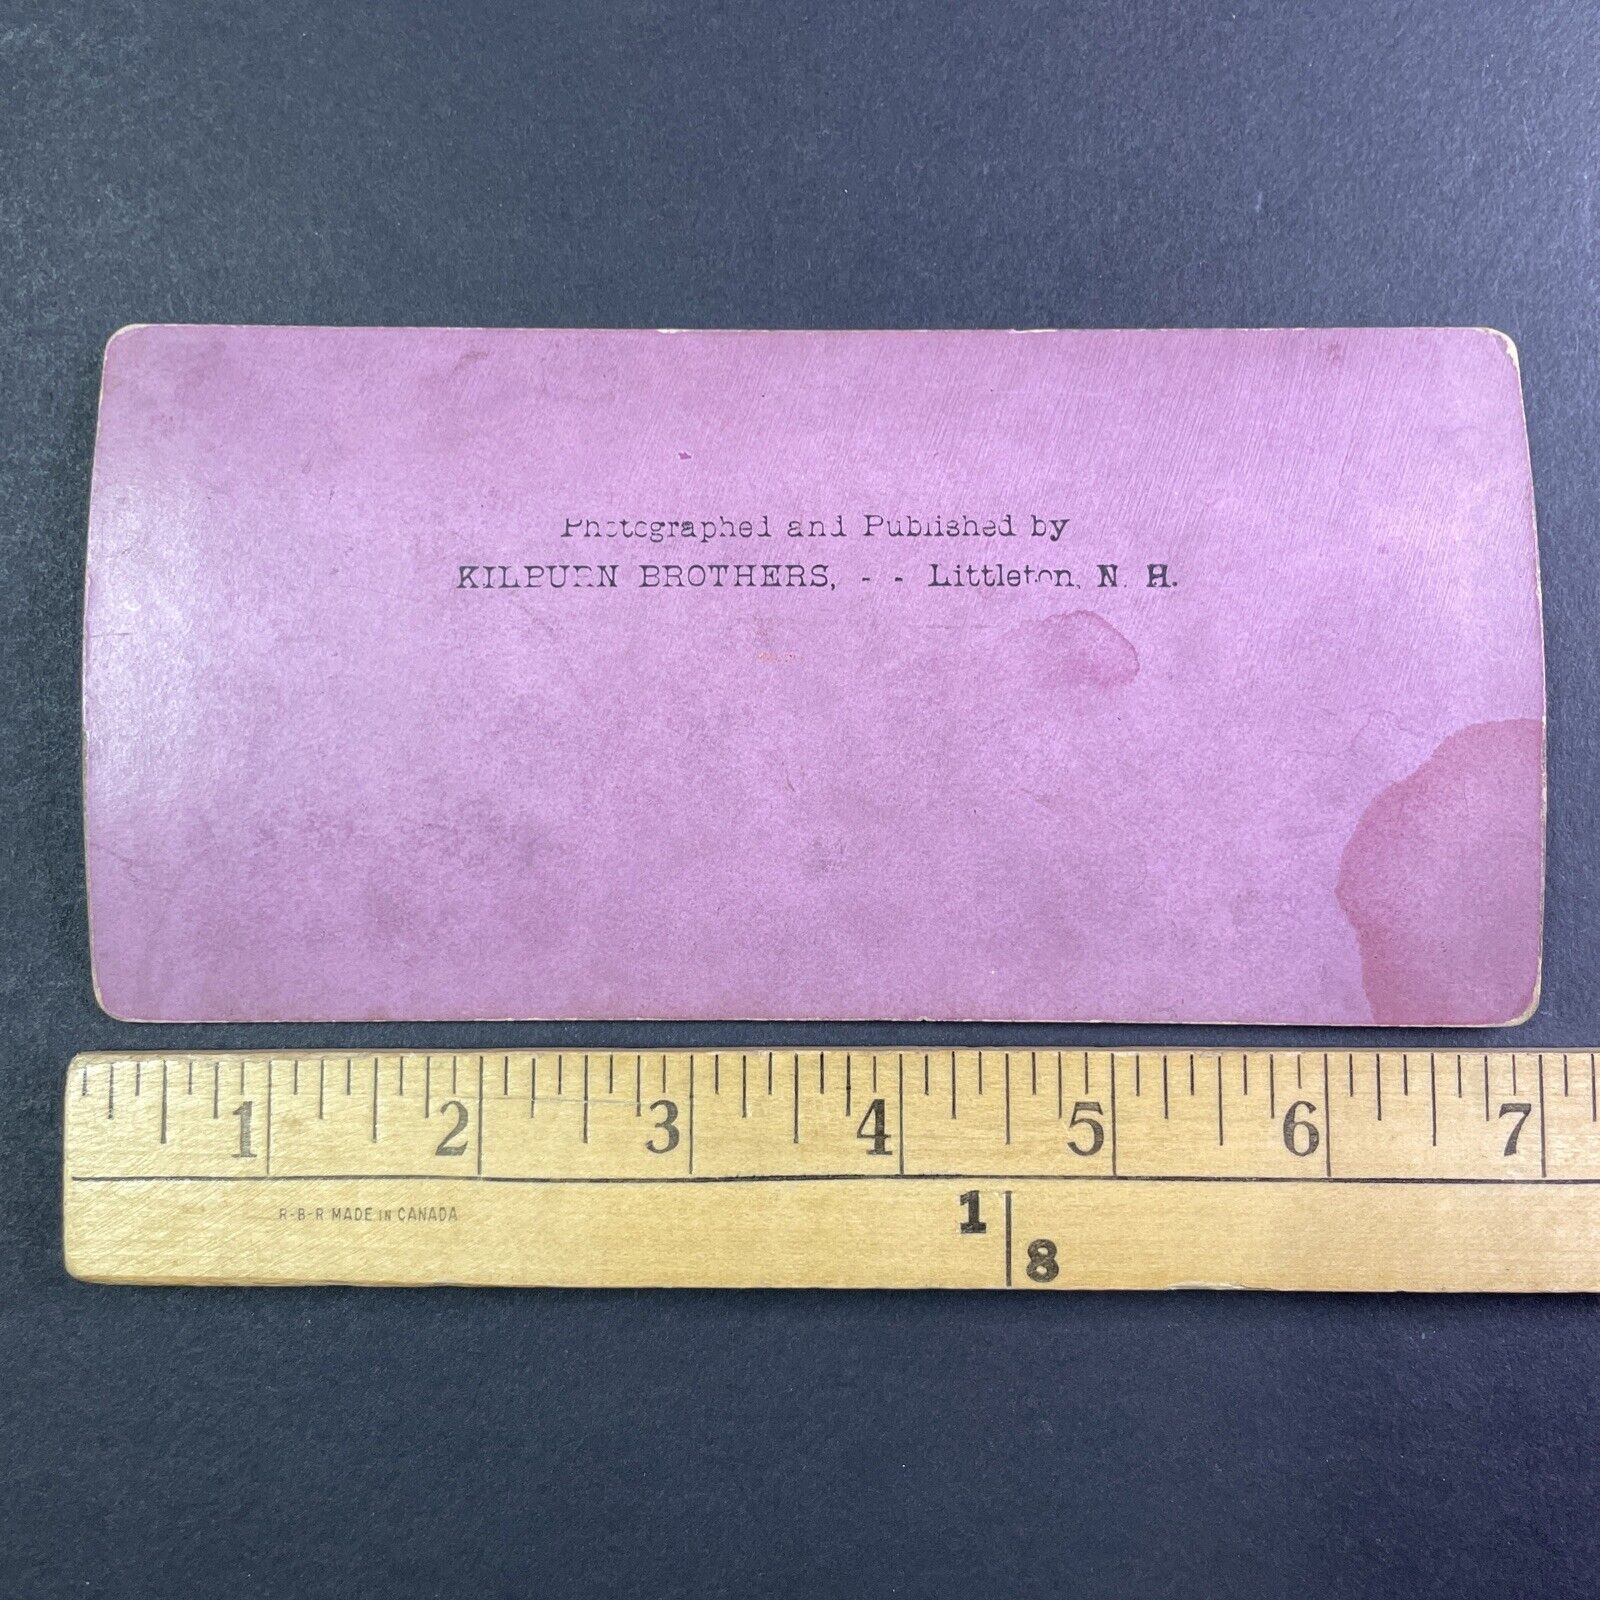 Photographed and Published by
KILBURN BROTHERS, - - Littleton, N. H.
1 2 3 4 5 6 7
R-B-R MADE IN CANADA
1
8